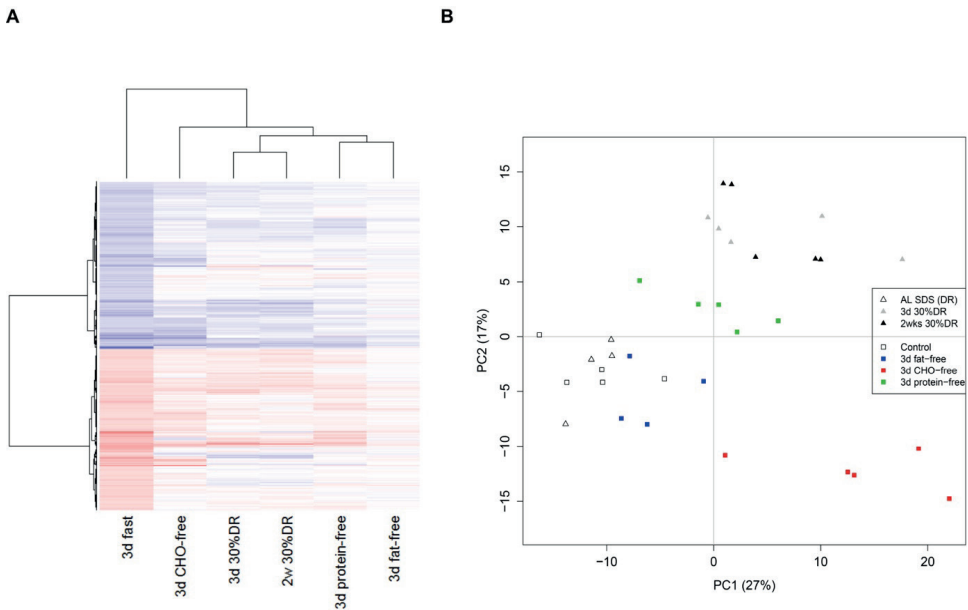 A
B
3d fast
3d CHO-free
3d 30%DR
2w 30%DR
3d protein-free
3d fat-free
PC2 (17%)
15
10
5
0
−5
−10
−15
−10
0
10
20
PC1 (27%)
AL SDS (DR)
3d 30%DR
2wks 30%DR
Control
3d fat-free
3d CHO-free
3d protein-free